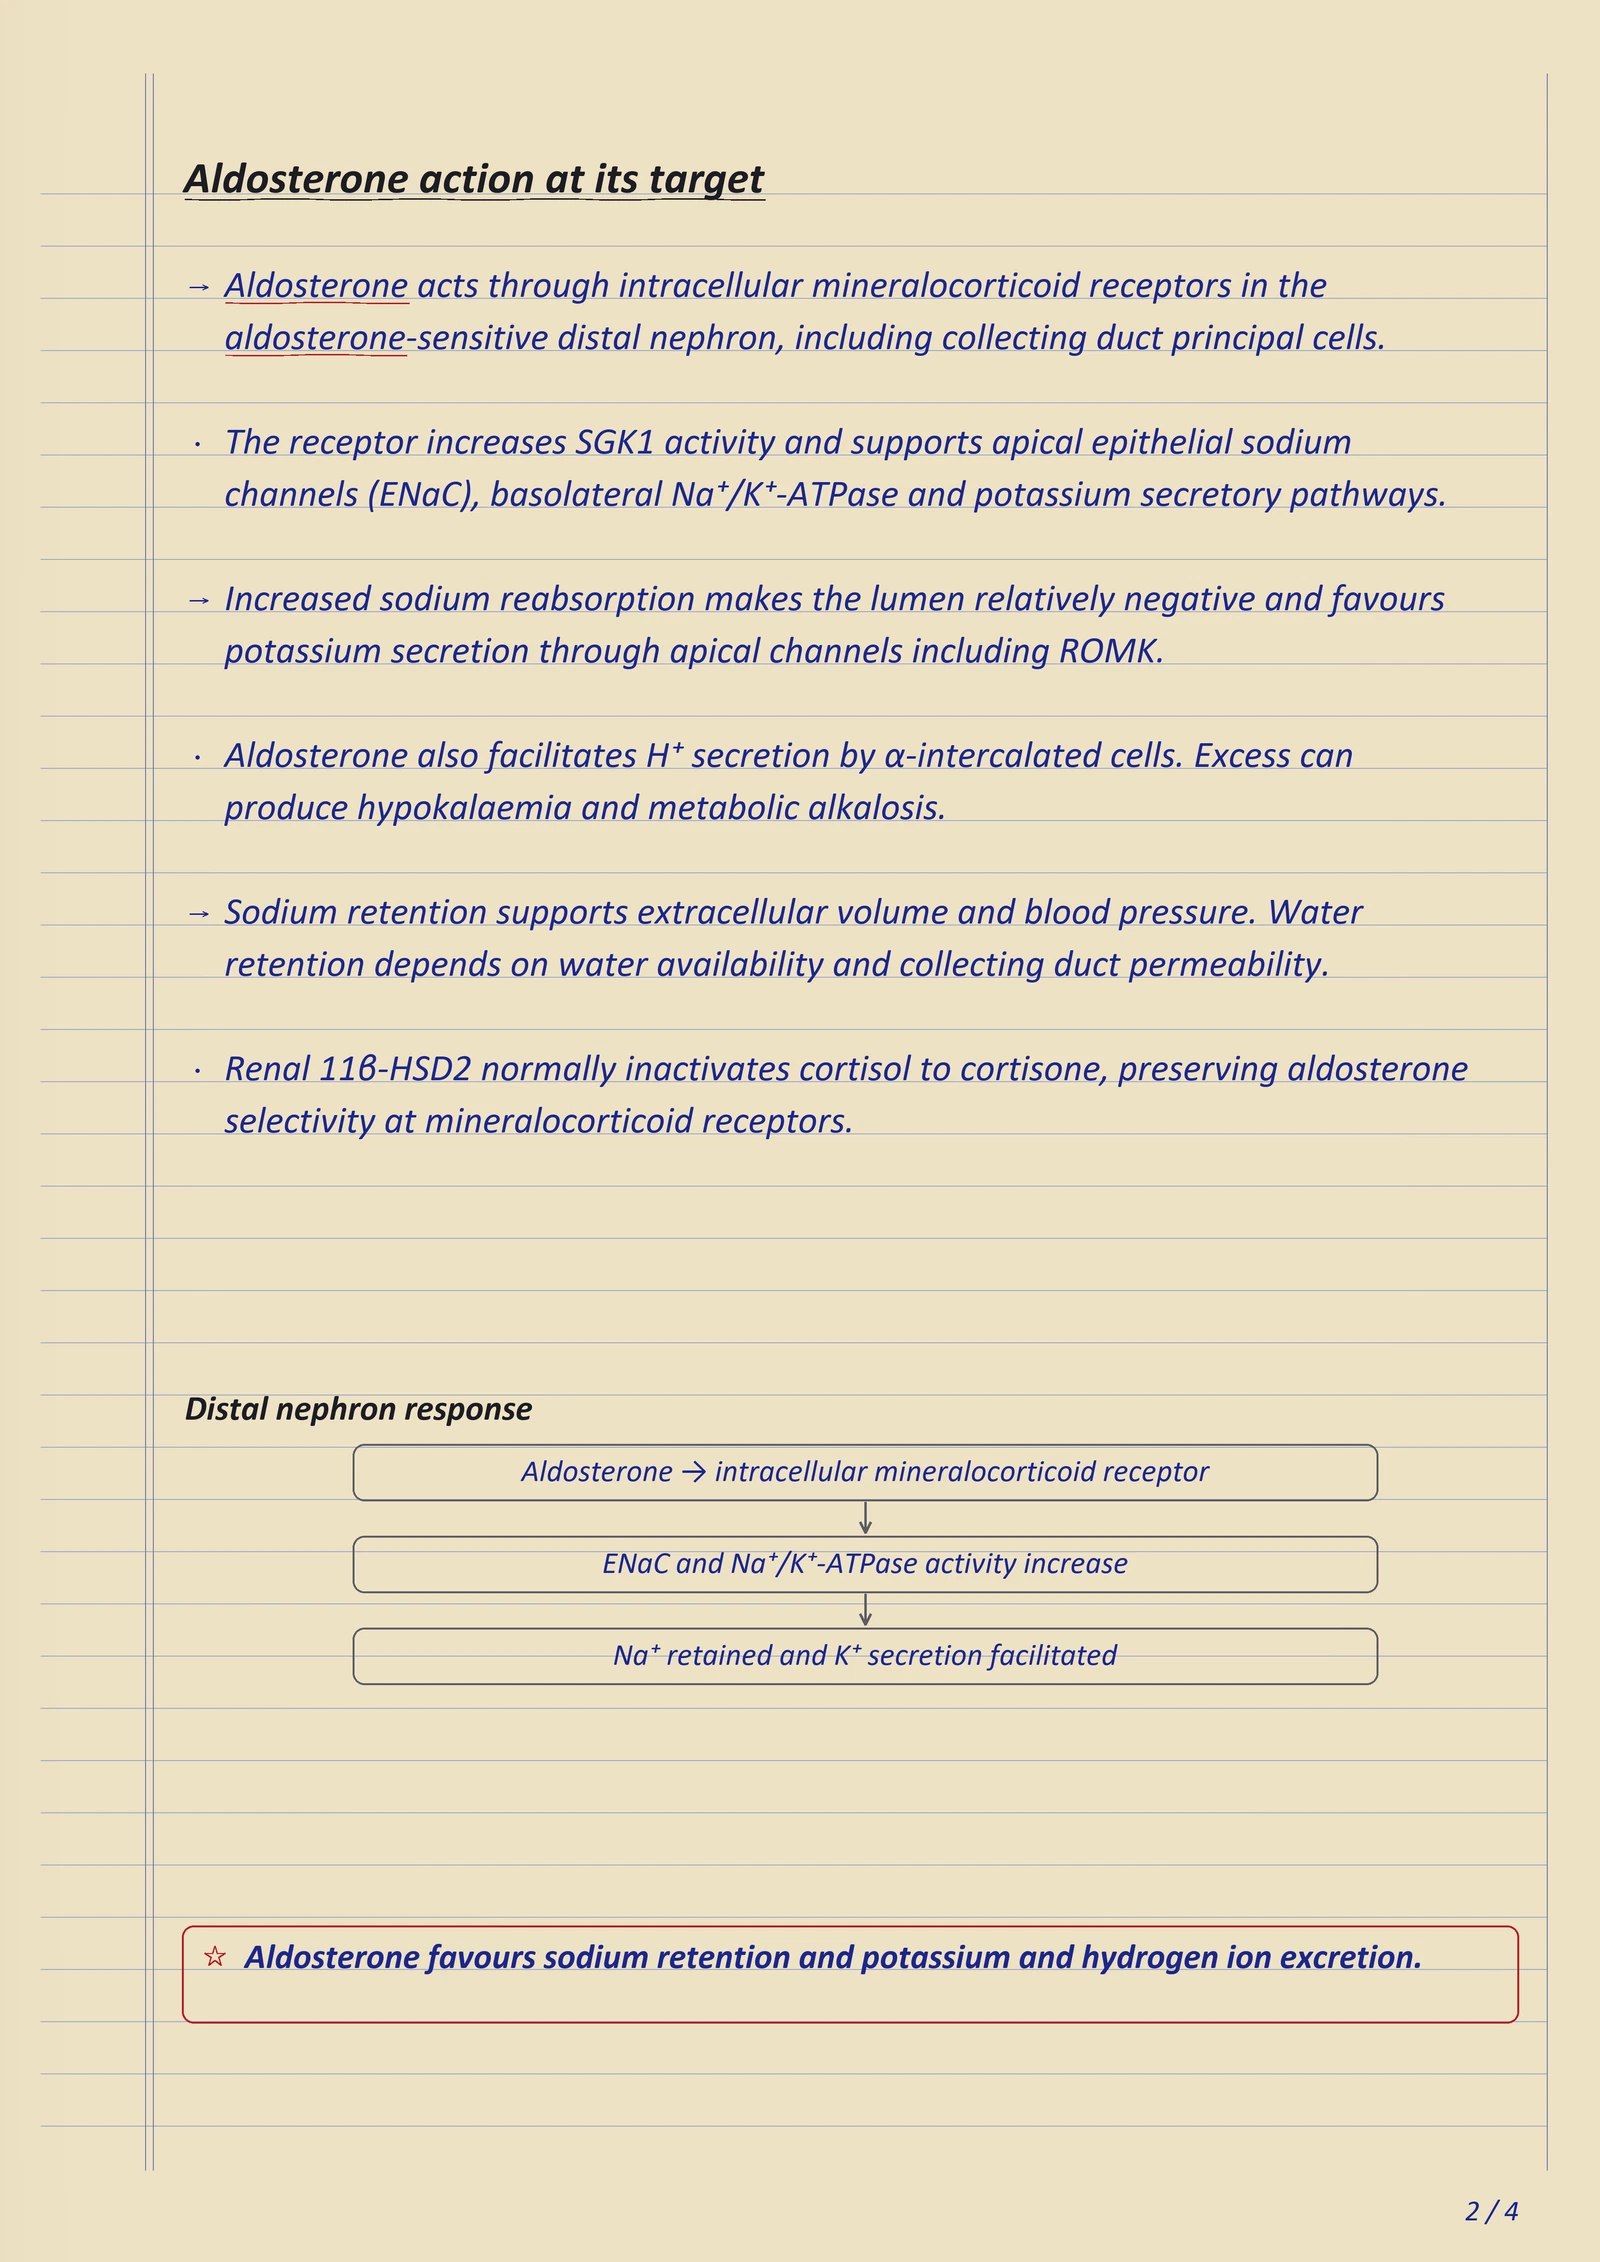 Aldosterone action at its target
→ Aldosterone acts through intracellular mineralocorticoid receptors in the
aldosterone-sensitive distal nephron, including collecting duct principal cells.
· The receptor increases SGK1 activity and supports apical epithelial sodium
channels (ENaC), basolateral Na⁺/K⁺-ATPase and potassium secretory pathways.
→ Increased sodium reabsorption makes the lumen relatively negative and favours
potassium secretion through apical channels including ROMK.
· Aldosterone also facilitates H⁺ secretion by α-intercalated cells. Excess can
produce hypokalaemia and metabolic alkalosis.
→ Sodium retention supports extracellular volume and blood pressure. Water
retention depends on water availability and collecting duct permeability.
· Renal 11β-HSD2 normally inactivates cortisol to cortisone, preserving aldosterone
selectivity at mineralocorticoid receptors.
Distal nephron response
Aldosterone → intracellular mineralocorticoid receptor
ENaC and Na⁺/K⁺-ATPase activity increase
Na⁺ retained and K⁺ secretion facilitated
☆ Aldosterone favours sodium retention and potassium and hydrogen ion excretion.
2 / 4